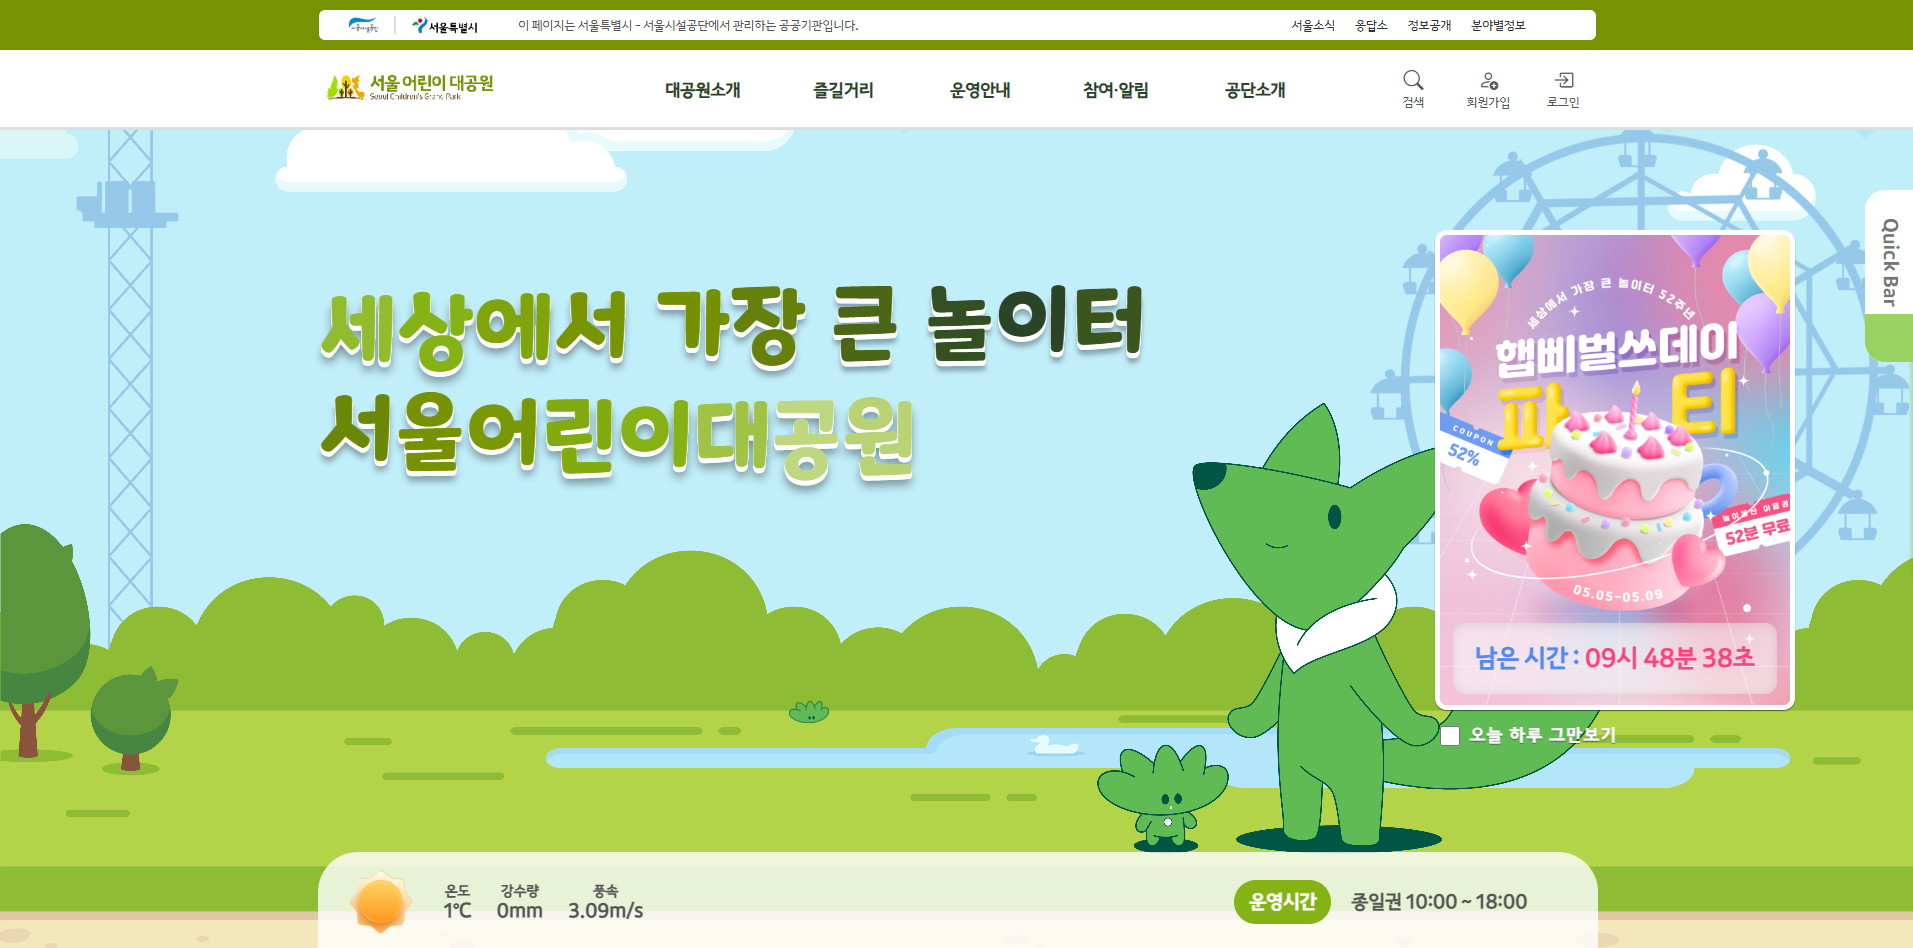 서울시설공단
서울특별시
이 페이지는 서울특별시 - 서울시설공단에서 관리하는 공공기관입니다.
서울소식 응답소 정보공개 분야별정보
서울 어린이 대공원
Seoul Children's Grand Park
대공원소개 즐길거리 운영안내 참여·알림 공단소개
검색 회원가입 로그인
Quick Bar
세상에서 가장 큰 놀이터
서울어린이대공원
세상에서 가장 큰 놀이터 52주년
햅삐벌쓰데이
파티
COUPON
52%
놀이동산 이용권
52분 무료
05.05-05.09
남은 시간 : 09시 48분 38초
오늘 하루 그만보기
온도 강수량 풍속
1℃ 0mm 3.09m/s
운영시간 종일권 10:00 ~ 18:00